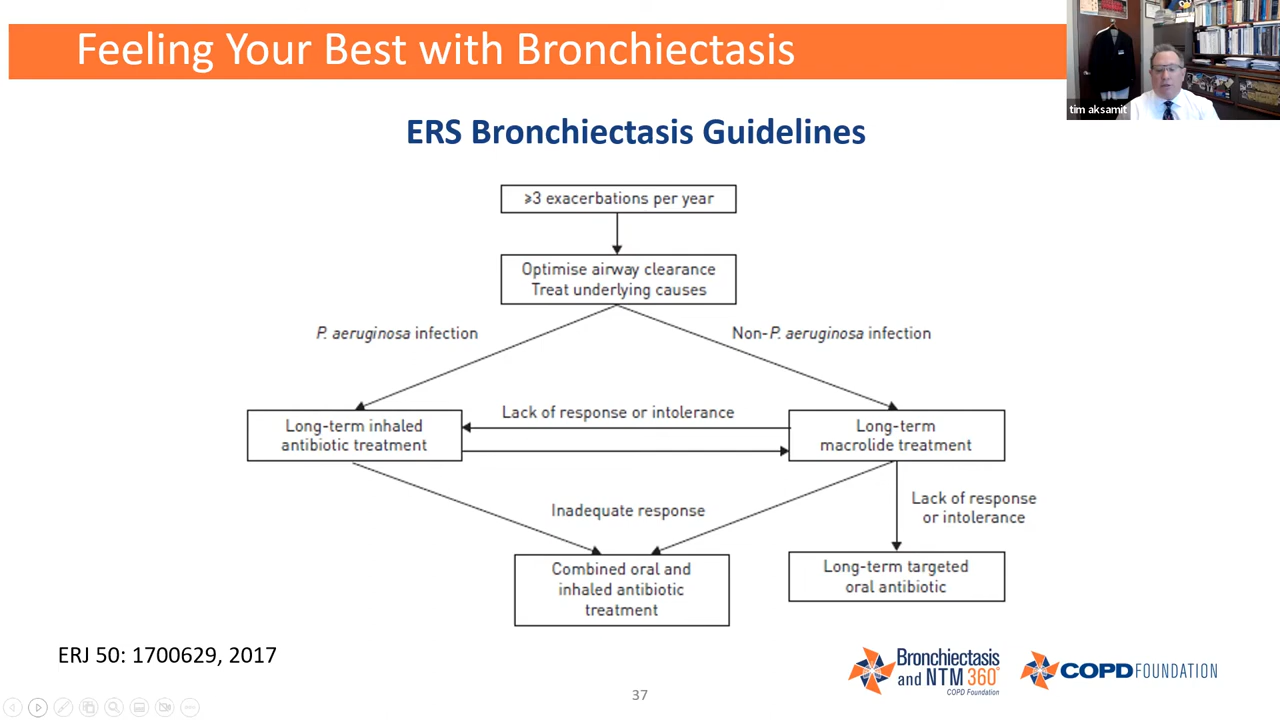 Feeling Your Best with Bronchiectasis
tim aksamit
ERS Bronchiectasis Guidelines
⩾3 exacerbations per year
Optimise airway clearance
Treat underlying causes
P. aeruginosa infection
Non-P. aeruginosa infection
Long-term inhaled
antibiotic treatment
Lack of response or intolerance
Long-term
macrolide treatment
Inadequate response
Lack of response
or intolerance
Combined oral and
inhaled antibiotic
treatment
Long-term targeted
oral antibiotic
ERJ 50: 1700629, 2017
Bronchiectasis
and NTM 360°
COPD Foundation
COPD FOUNDATION
37